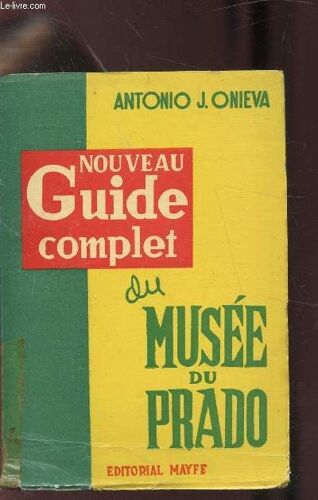 Le-livre.com
ANTONIO J. ONIEVA
NOUVEAU
Guide
complet
du
MUSÉE
DU
PRADO
EDITORIAL MAYFE